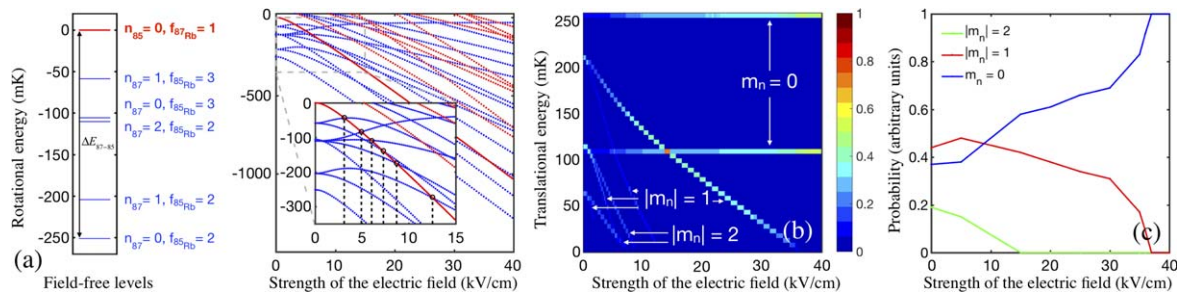 (a)
Rotational energy (mK)
0
-50
-100
-150
-200
-250
ΔE87−85
n85= 0, f87Rb= 1
n87= 1, f85Rb= 3
n87= 0, f85Rb= 3
n87= 2, f85Rb= 2
n87= 1, f85Rb= 2
n87= 0, f85Rb= 2
Field-free levels
0
-400
-1000
0
-100
-200
-300
0 5 10 15
0 10 20 30 40
Strength of the electric field (kV/cm)
Translational energy (mK)
250
200
150
100
50
0
mn= 0
|mn| = 1
|mn| = 2
(b)
0 10 20 30 40
Strength of the electric field (kV/cm)
1
0.8
0.6
0.4
0.2
0
Probability (arbitrary units)
1
0.8
0.4
0.2
0
|mn| = 2
|mn| = 1
mn= 0
(c)
0 10 20 30 40
Strength of the electric field (kV/cm)